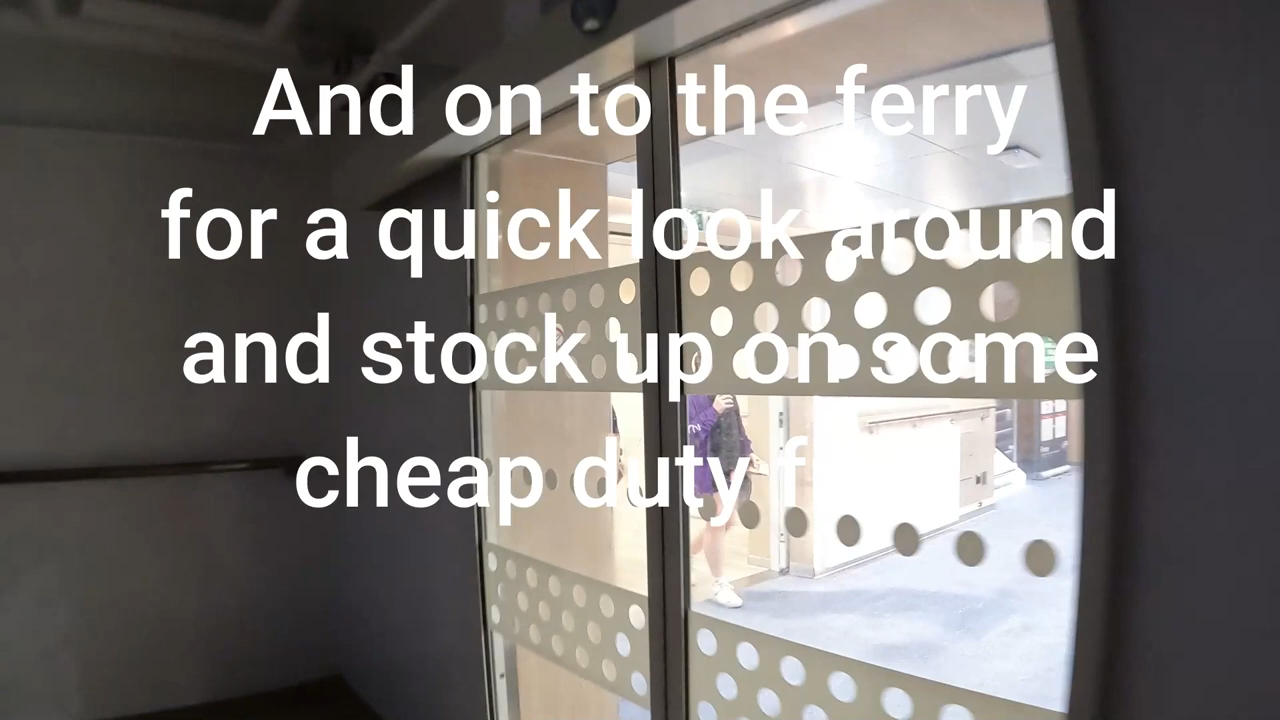 And on to the ferry
for a quick look around
and stock up on some
cheap duty